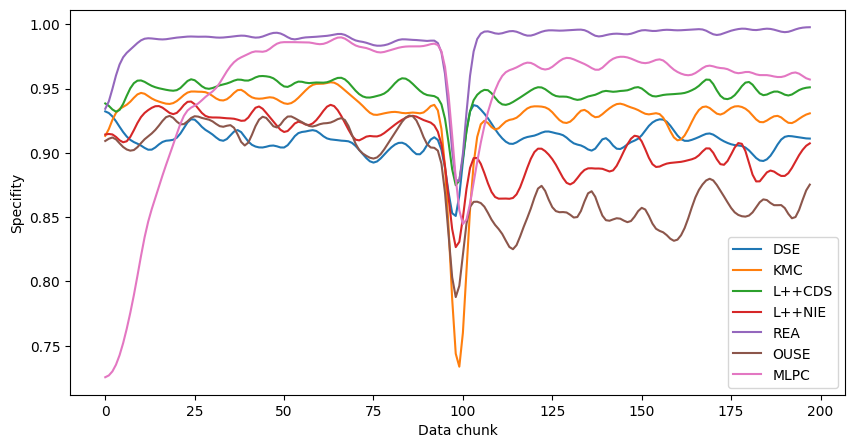 1.00
0.95
0.90
0.85
0.80
0.75
Specifity
0 25 50 75 100 125 150 175 200
Data chunk
DSE
KMC
L++CDS
L++NIE
REA
OUSE
MLPC